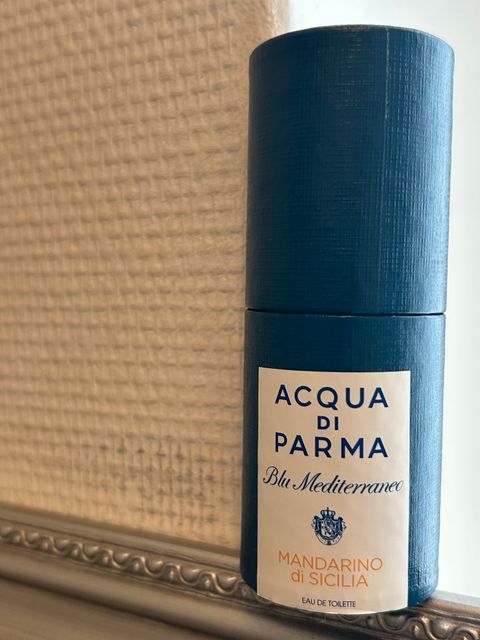 ACQUA
DI
PARMA
Blu Mediterraneo
MANDARINO
di SICILIA
EAU DE TOILETTE